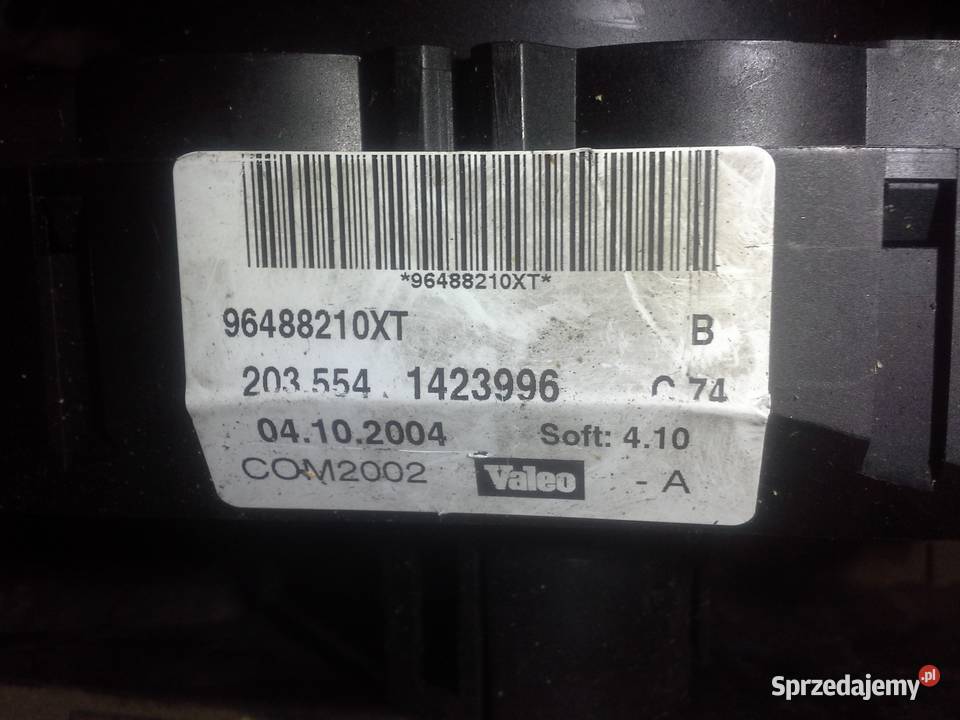 *96488210XT*
96488210XT B
203.554 1423996 C 74
04.10.2004 Soft: 4.10
COM2002 Valeo - A
Sprzedajemy.pl